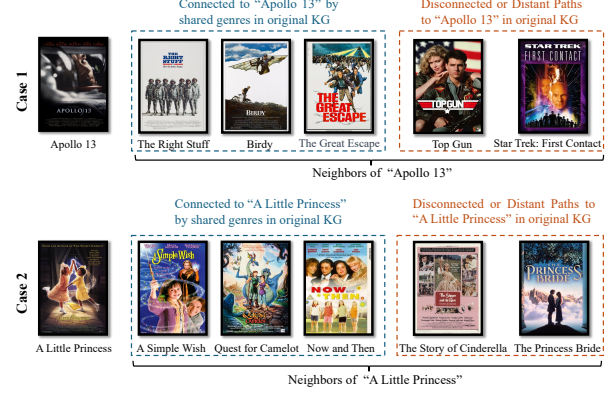 Connected to “Apollo 13” by
shared genres in original KG
Disconnected or Distant Paths
to “Apollo 13” in original KG
Case 1
APOLLO 13
THE
RIGHT
STUFF
BIRDY
THE
GREAT
ESCAPE
TOP GUN
STAR TREK
FIRST CONTACT
Apollo 13
The Right Stuff
Birdy
The Great Escape
Top Gun
Star Trek: First Contact
Neighbors of “Apollo 13”
Connected to “A Little Princess”
by shared genres in original KG
Disconnected or Distant Paths to
“A Little Princess” in original KG
Case 2
A Simple Wish
NOW
AND
THEN
PRINCESS
BRIDE
A Little Princess
A Simple Wish
Quest for Camelot
Now and Then
The Story of Cinderella
The Princess Bride
Neighbors of “A Little Princess”